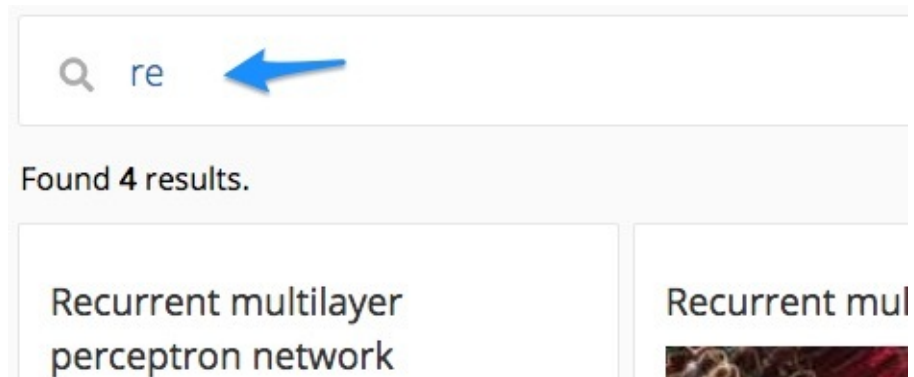 re
Found 4 results.
Recurrent multilayer
perceptron network
Recurrent mul